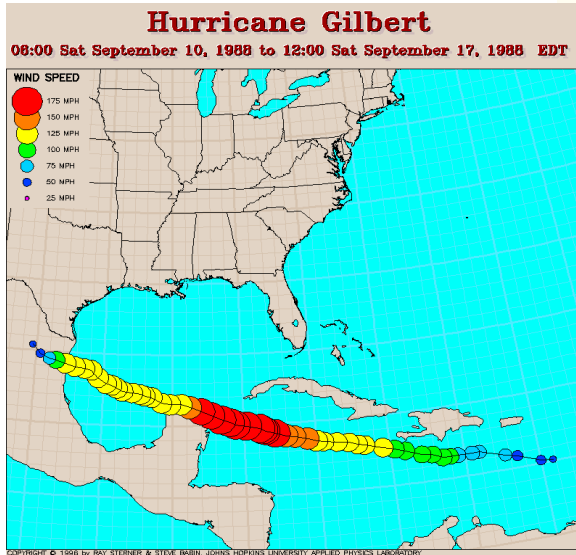 Hurricane Gilbert
06:00 Sat September 10, 1988 to 12:00 Sat September 17, 1988 EDT
WIND SPEED
175 MPH
150 MPH
125 MPH
100 MPH
75 MPH
50 MPH
25 MPH
COPYRIGHT © 1996 by RAY STERNER & STEVE BABIN, JOHNS HOPKINS UNIVERSITY APPLIED PHYSICS LABORATORY